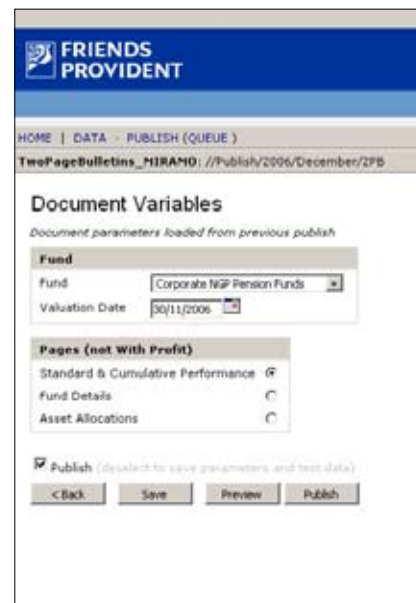 FRIENDS
PROVIDENT
HOME | DATA - PUBLISH (QUEUE )
TwoPageBulletins_MIRAMO: //Publish/2006/December/2PB
Document Variables
Document parameters loaded from previous publish
Fund
Fund Corporate NGP Pension Funds
Valuation Date 30/11/2006
Pages (not With Profit)
Standard & Cumulative Performance
Fund Details
Asset Allocations
Publish (deselect to save parameters and test data)
< Back Save Preview Publish